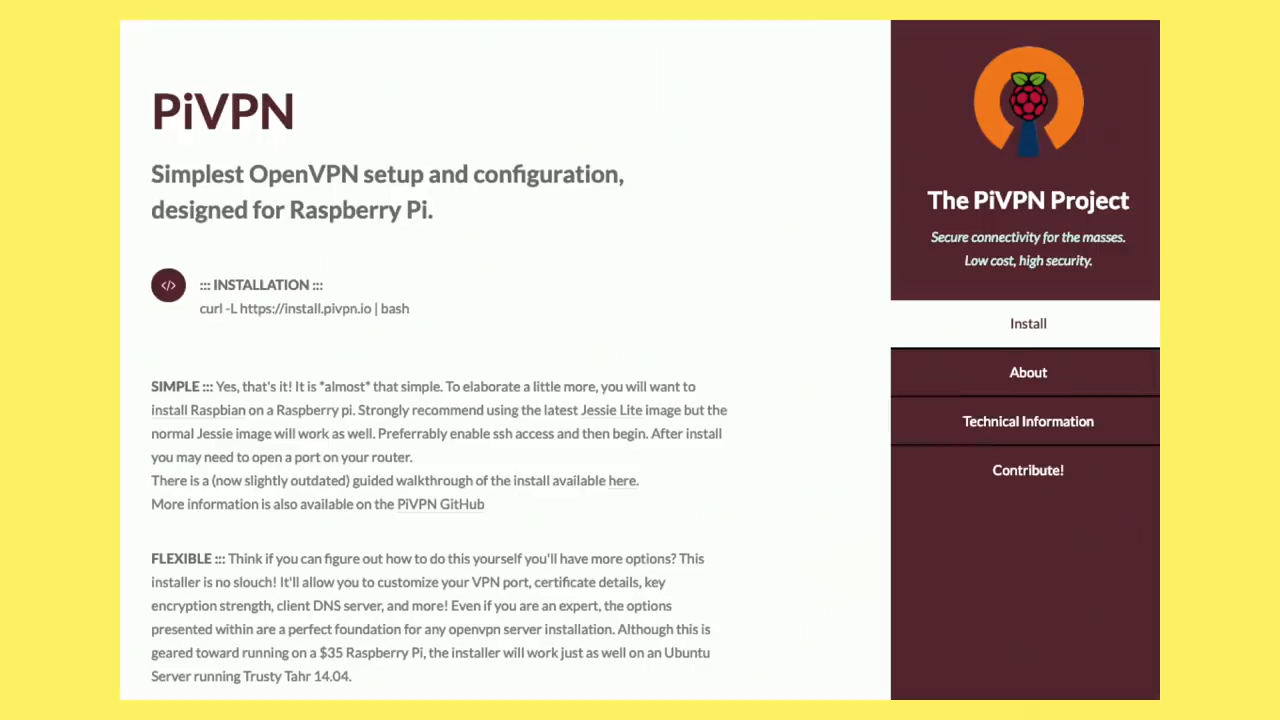 PiVPN
Simplest OpenVPN setup and configuration,
designed for Raspberry Pi.
</>
::: INSTALLATION :::
curl -L https://install.pivpn.io | bash
SIMPLE ::: Yes, that's it! It is *almost* that simple. To elaborate a little more, you will want to
install Raspbian on a Raspberry pi. Strongly recommend using the latest Jessie Lite image but the
normal Jessie image will work as well. Preferrably enable ssh access and then begin. After install
you may need to open a port on your router.
There is a (now slightly outdated) guided walkthrough of the install available here.
More information is also available on the PiVPN GitHub
FLEXIBLE ::: Think if you can figure out how to do this yourself you'll have more options? This
installer is no slouch! It'll allow you to customize your VPN port, certificate details, key
encryption strength, client DNS server, and more! Even if you are an expert, the options
presented within are a perfect foundation for any openvpn server installation. Although this is
geared toward running on a $35 Raspberry Pi, the installer will work just as well on an Ubuntu
Server running Trusty Tahr 14.04.
The PiVPN Project
Secure connectivity for the masses.
Low cost, high security.
Install
About
Technical Information
Contribute!